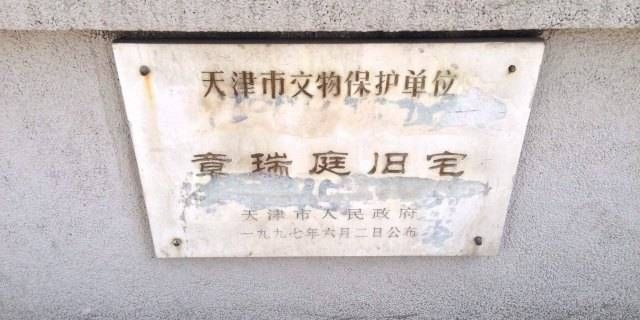 天津市文物保护单位
章瑞庭旧宅
天津市人民政府
一九九七年六月二日公布